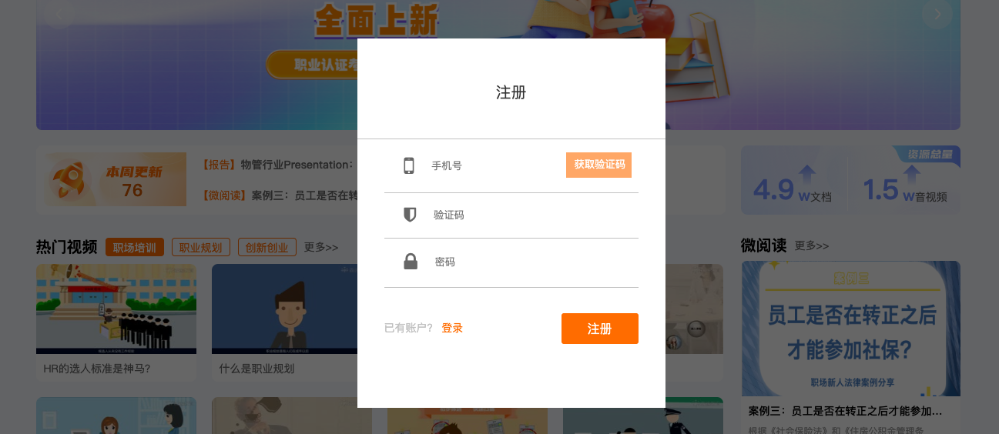 全面上新
职业认证考
注册
手机号
获取验证码
验证码
密码
已有账户? 登录
注册
本周更新
76
【报告】物管行业Presentation：
【微阅读】案例三：员工是否在转
资源总量
4.9 W文档
1.5 W音视频
热门视频
职场培训
职业规划
创新创业
更多>>
HR的选人标准是神马?
什么是职业规划
微阅读
更多>>
案例三
员工是否在转正之后
才能参加社保?
职场新人法律案例分享
案例三：员工是否在转正之后才能参加...
根据《社会保险法》和《住房公积金管理条